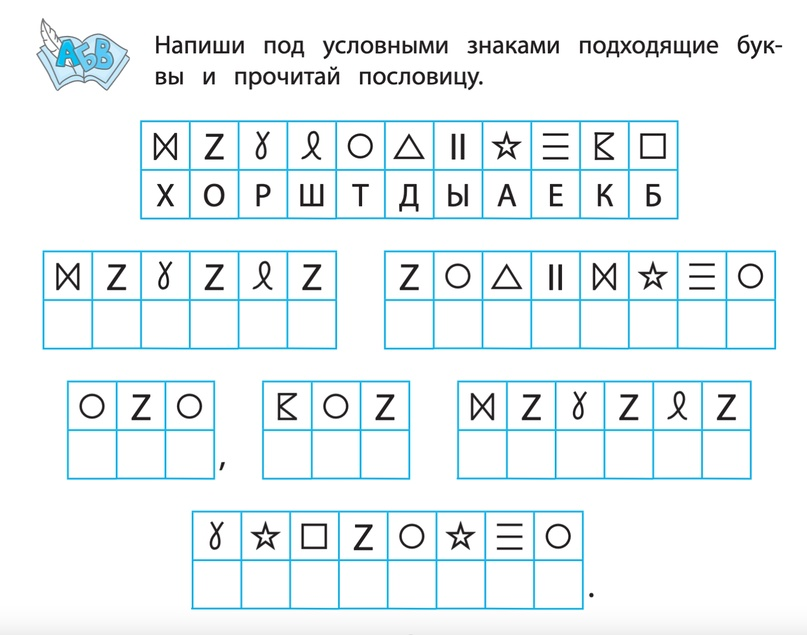 АБВ
Напиши под условными знаками подходящие бук-
вы и прочитай пословицу.
Z
Х О Р Ш Т Д Ы А Е К Б
Z Z Z Z
Z , Z Z Z Z
Z .